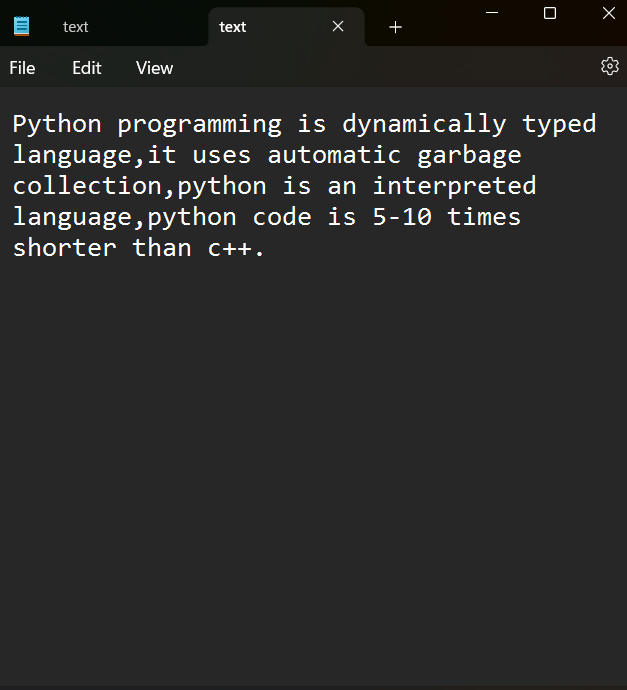 text text
File Edit View
Python programming is dynamically typed
language,it uses automatic garbage
collection,python is an interpreted
language,python code is 5-10 times
shorter than c++.